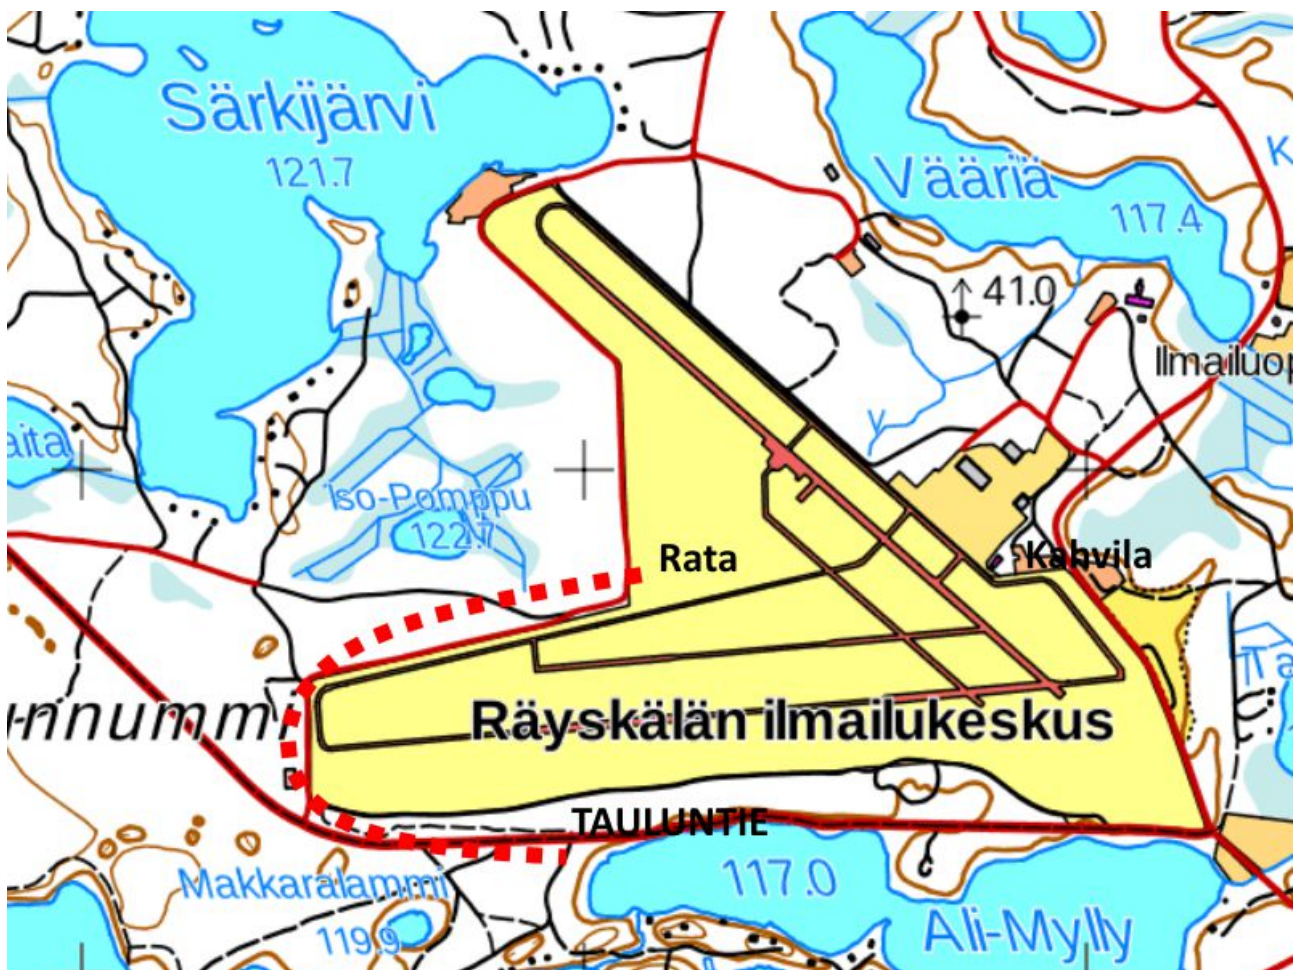 Särkijärvi
121.7
Vääriä
117.4
K
41.0
Ilmailuop
aita
Iso-Pomppu
122.7
Rata
Kahvila
Ta
nnummi
Räyskälän ilmailukeskus
TAULUNTIE
Makkaralammi
119.9
117.0
Ali-Mylly